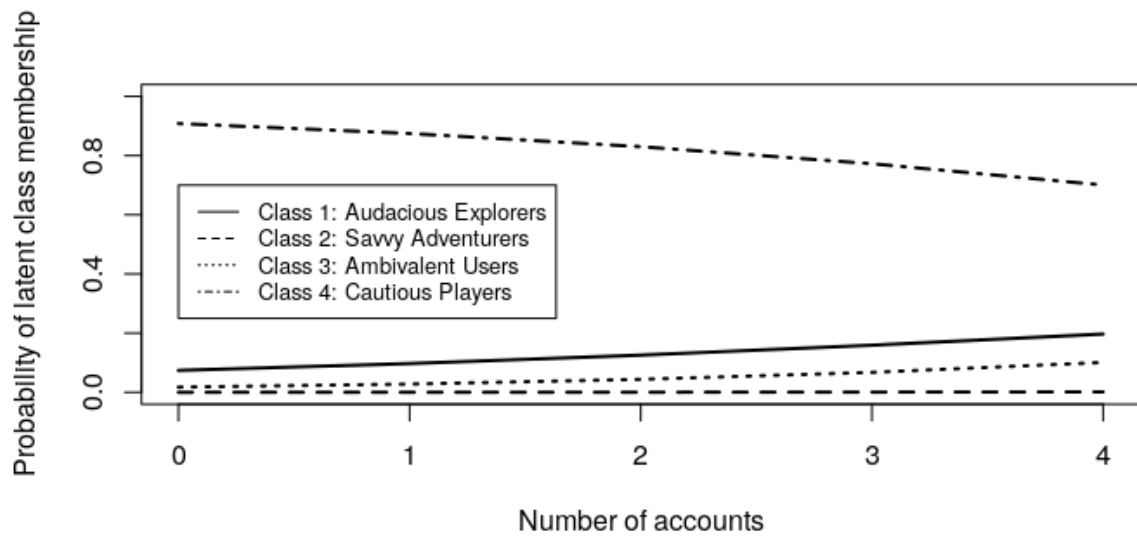 Probability of latent class membership
0.8
0.4
0.0
Class 1: Audacious Explorers
Class 2: Savvy Adventurers
Class 3: Ambivalent Users
Class 4: Cautious Players
0 1 2 3 4
Number of accounts